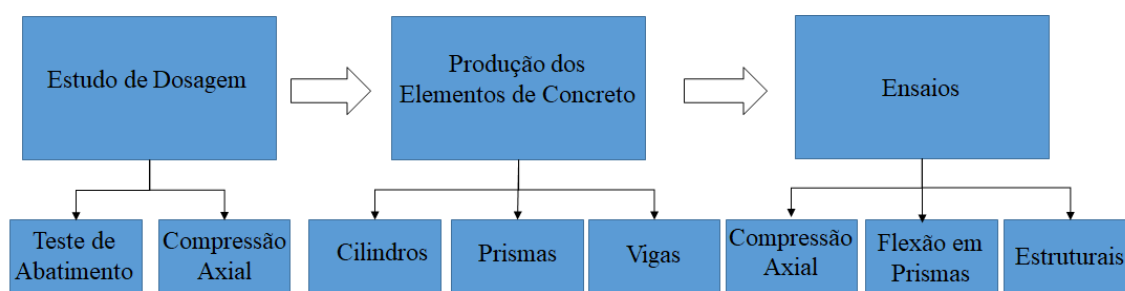 Estudo de Dosagem
Produção dos
Elementos de Concreto
Ensaios
Teste de
Abatimento
Compressão
Axial
Cilindros
Prismas
Vigas
Compressão
Axial
Flexão em
Prismas
Estruturais